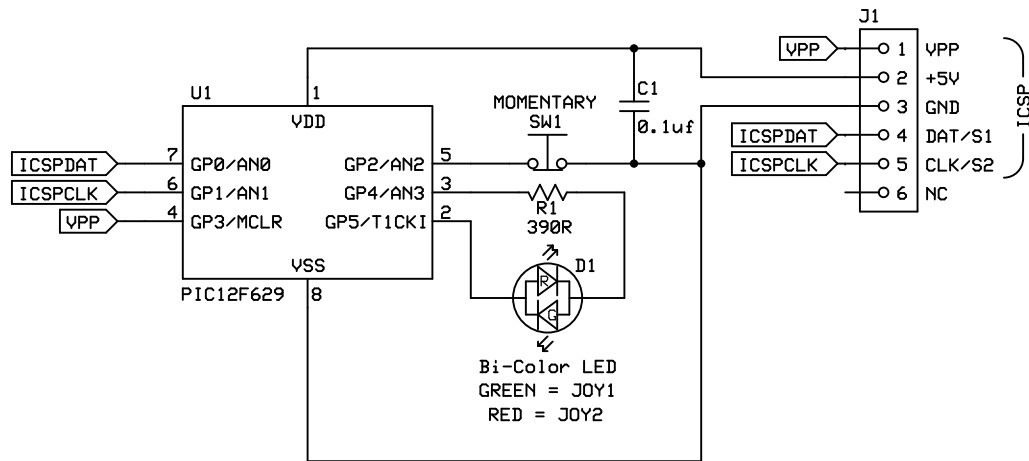 J1
VPP 1 VPP
2 +5V
3 GND
ICSPDAT 4 DAT/S1
ICSPCLK 5 CLK/S2
6 NC
ICSP
C1
0.1uf
MOMENTARY
SW1
U1
1
VDD
ICSPDAT 7 GP0/AN0 GP2/AN2 5
ICSPCLK 6 GP1/AN1 GP4/AN3 3
VPP 4 GP3/MCLR GP5/T1CKI 2
VSS
PIC12F629 8
R1
390R
D1
R
G
Bi-Color LED
GREEN = JOY1
RED = JOY2